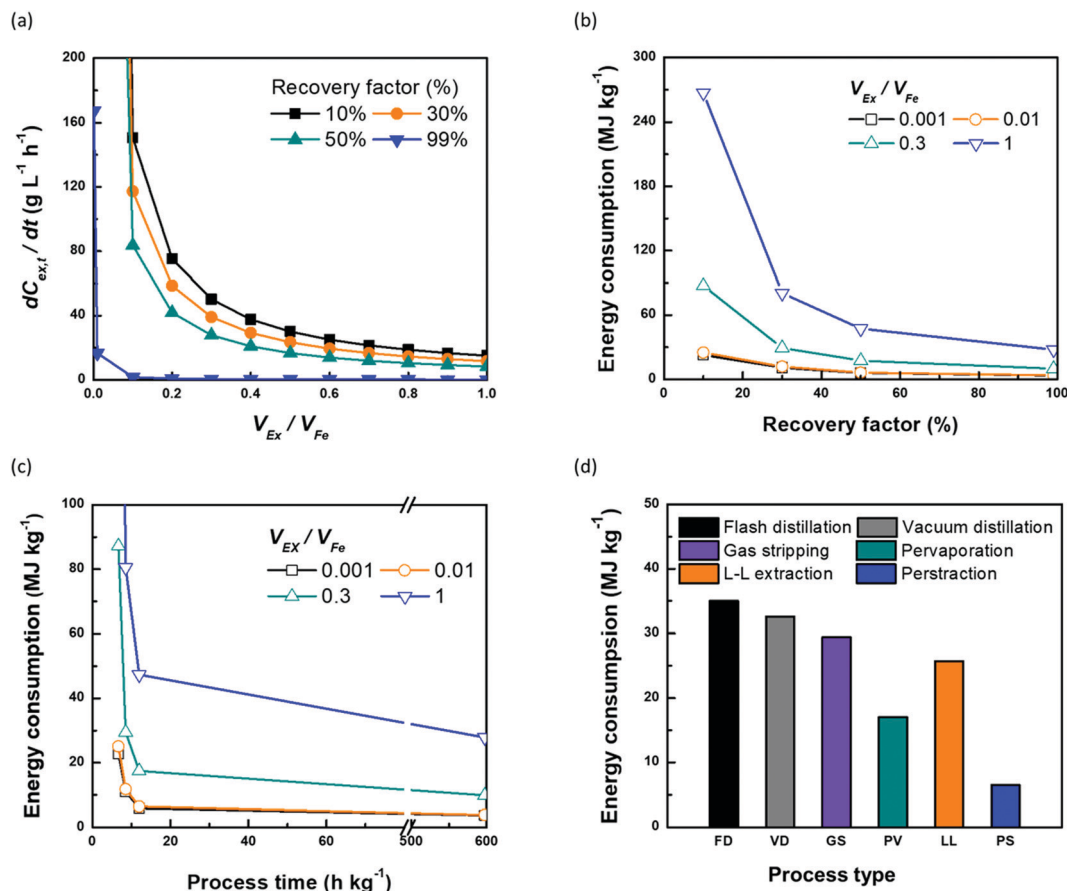 (a)
200
160
120
80
40
0
0.0 0.2 0.4 0.6 0.8 1.0
dC_ex,t / dt (g L⁻¹ h⁻¹)
V_Ex / V_Fe
Recovery factor (%)
10% 30%
50% 99%
(b)
300
240
180
120
60
0
0 20 40 60 80 100
Energy consumption (MJ kg⁻¹)
Recovery factor (%)
V_Ex / V_Fe
0.001 0.01
0.3 1
(c)
100
80
60
40
20
0
0 20 40 60 80 500 600
Energy consumption (MJ kg⁻¹)
Process time (h kg⁻¹)
V_EX / V_Fe
0.001 0.01
0.3 1
(d)
50
40
30
20
10
0
FD VD GS PV LL PS
Energy consumpsion (MJ kg⁻¹)
Process type
Flash distillation Vacuum distillation
Gas stripping Pervaporation
L-L extraction Perstraction